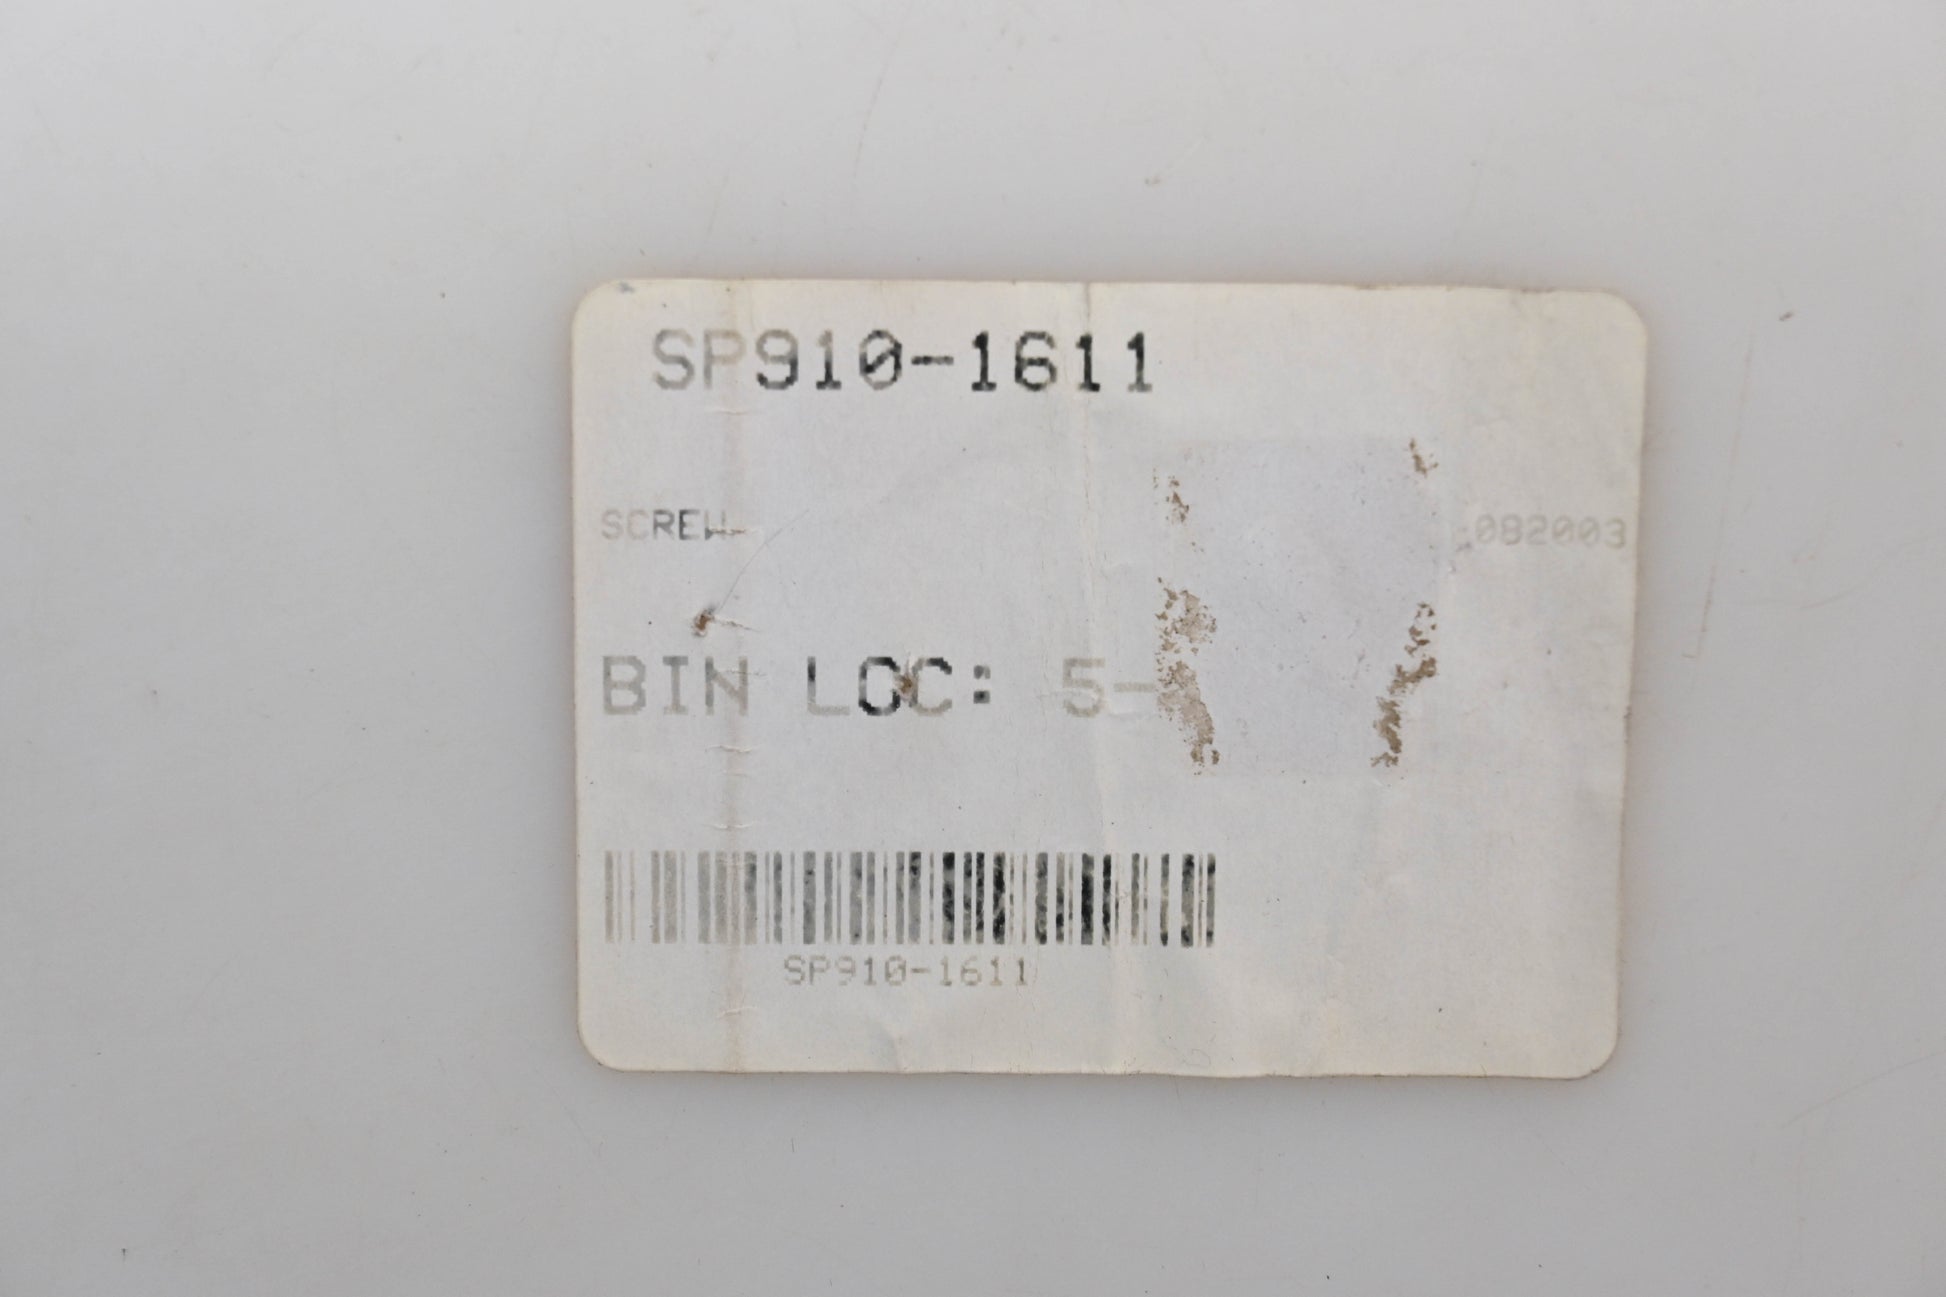 SP910-1611
SCREW 082003
BIN LOC: 5-
SP910-1611